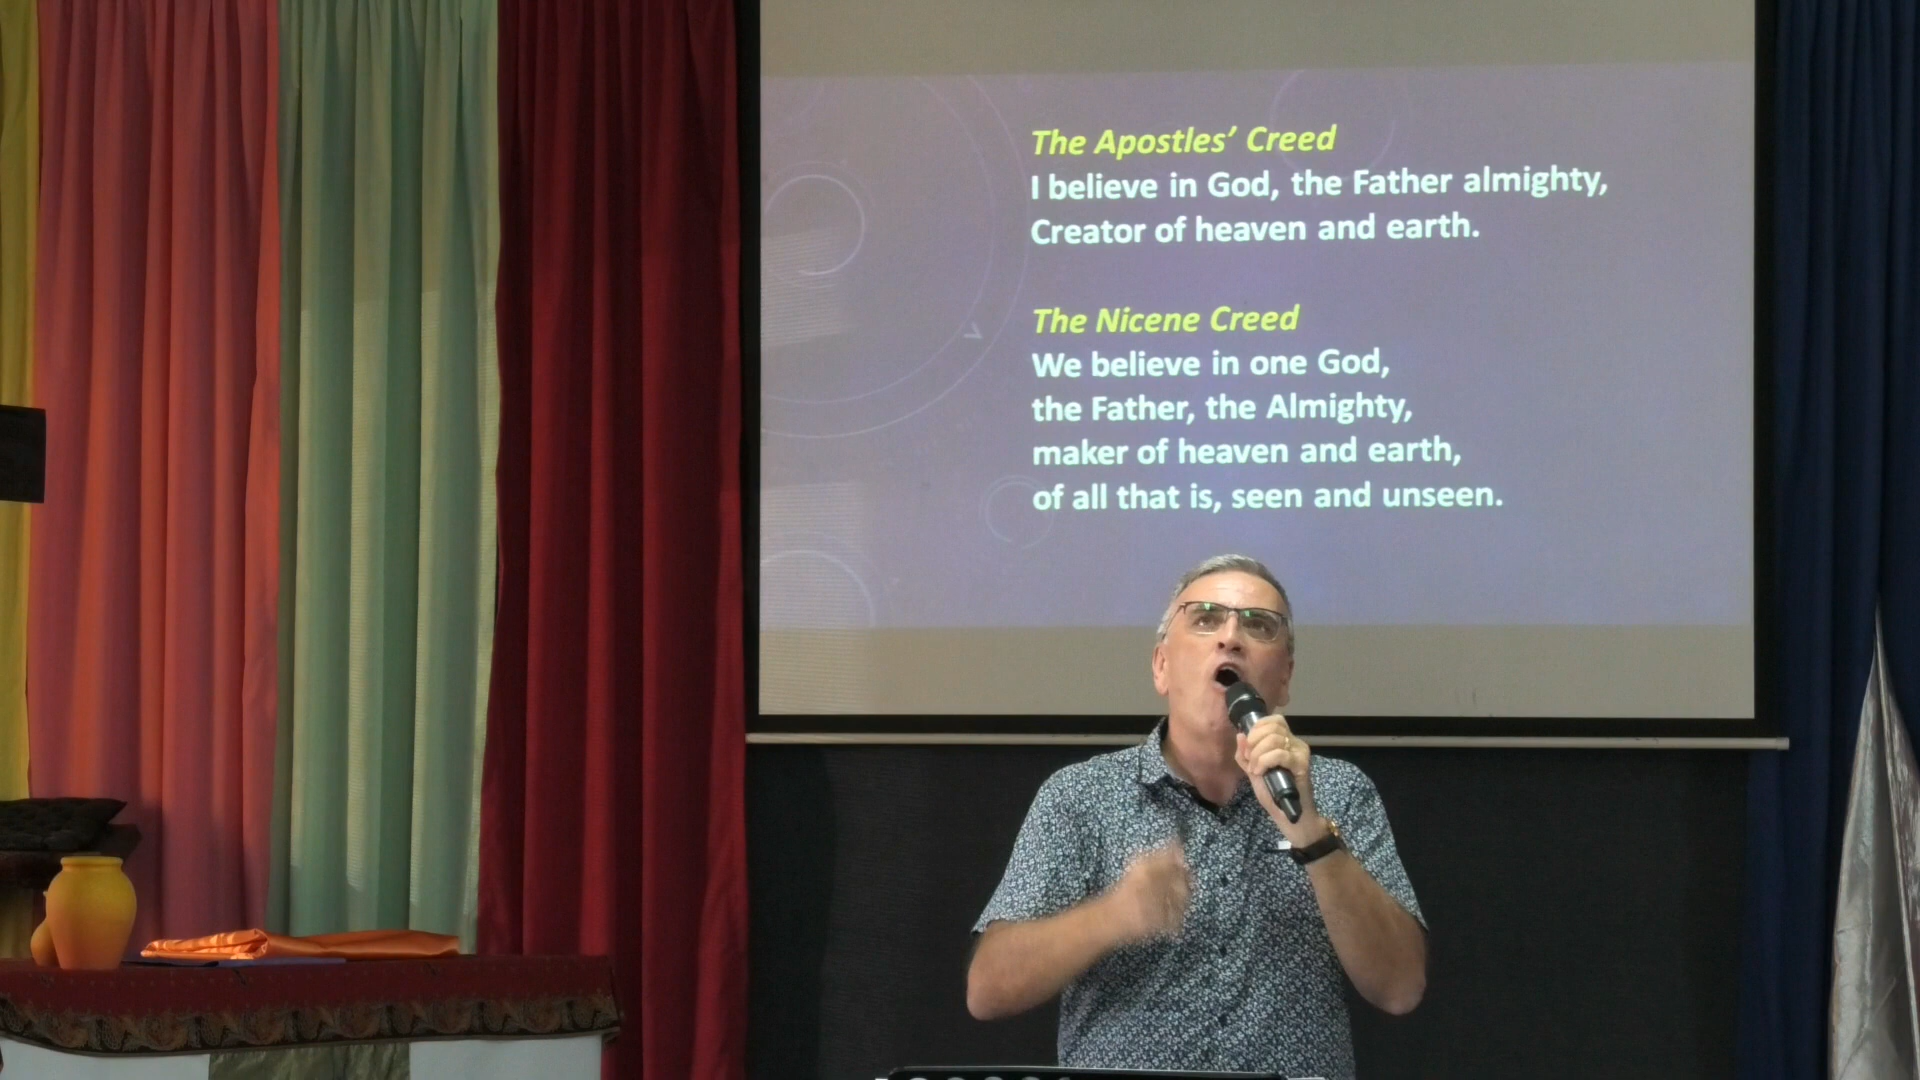 The Apostles’ Creed
I believe in God, the Father almighty,
Creator of heaven and earth.
The Nicene Creed
We believe in one God,
the Father, the Almighty,
maker of heaven and earth,
of all that is, seen and unseen.